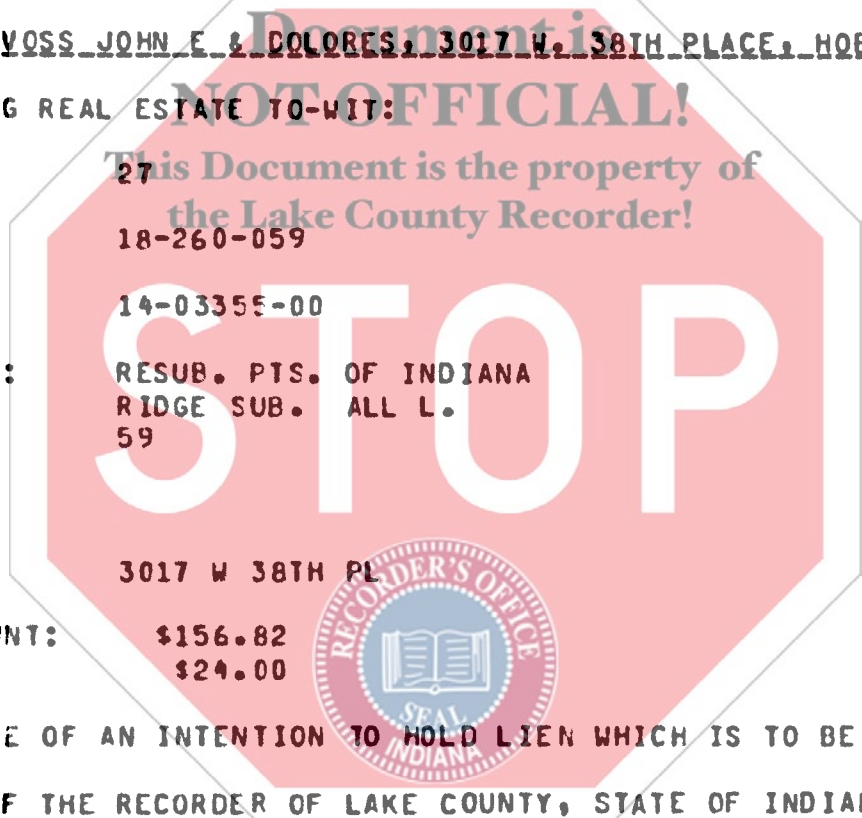 VOSS JOHN E & DOLORES, 3017 W. 38TH PLACE, HOB
Document is
G REAL ESTATE TO-WIT:
NOT OFFICIAL!
27
This Document is the property of
the Lake County Recorder!
18-260-059
14-03355-00
STOP
: RESUB. PTS. OF INDIANA
RIDGE SUB. ALL L.
59
3017 W 38TH PL
NT: $156.82
$24.00
RECORDER'S OFFICE
SEAL
INDIANA
E OF AN INTENTION TO HOLD LIEN WHICH IS TO BE
F THE RECORDER OF LAKE COUNTY, STATE OF INDIAN